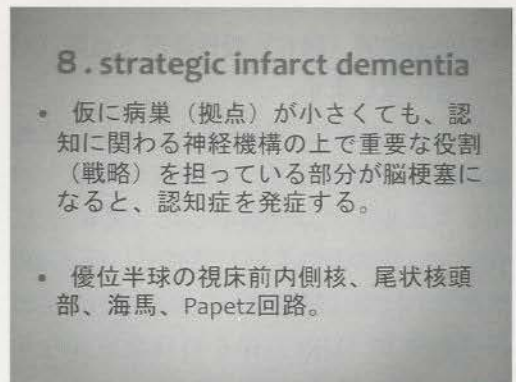 8 . strategic infarct dementia
• 仮に病巣（拠点）が小さくても、認
知に関わる神経機構の上で重要な役割
（戦略）を担っている部分が脳梗塞に
なると、認知症を発症する。
• 優位半球の視床前内側核、尾状核頭
部、海馬、Papetz回路。